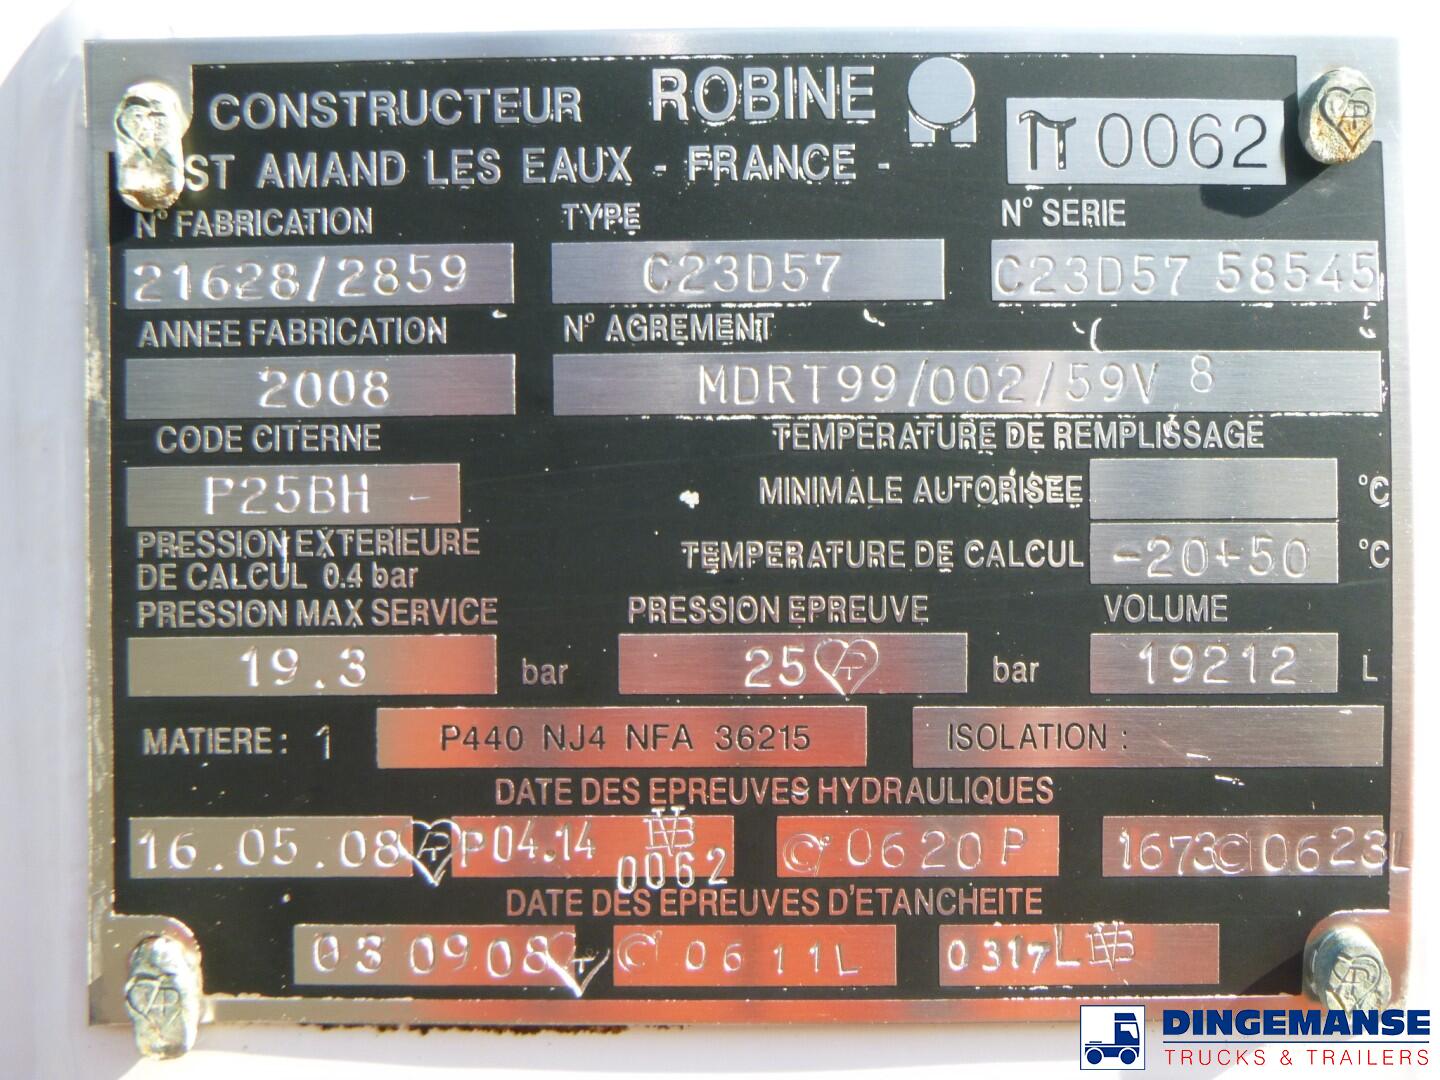 CONSTRUCTEUR ROBINE π 0062
ST AMAND LES EAUX - FRANCE -
N° FABRICATION TYPE N° SERIE
21628/2859 C23D57 C23D57 58545
ANNEE FABRICATION N° AGREMENT
2008 MDRT99/002/59V 8
CODE CITERNE TEMPERATURE DE REMPLISSAGE
P25BH - MINIMALE AUTORISEE °C
PRESSION EXTERIEURE
DE CALCUL 0.4 bar TEMPERATURE DE CALCUL -20+50 °C
PRESSION MAX SERVICE PRESSION EPREUVE VOLUME
19.3 bar 25 bar 19212 L
MATIERE : 1 P440 NJ4 NFA 36215 ISOLATION :
DATE DES EPREUVES HYDRAULIQUES
16.05.08 P04.14 0062 0620P 1673 0623L
DATE DES EPREUVES D'ETANCHEITE
03 0908 0611L 0317L
DINGEMANSE
TRUCKS & TRAILERS